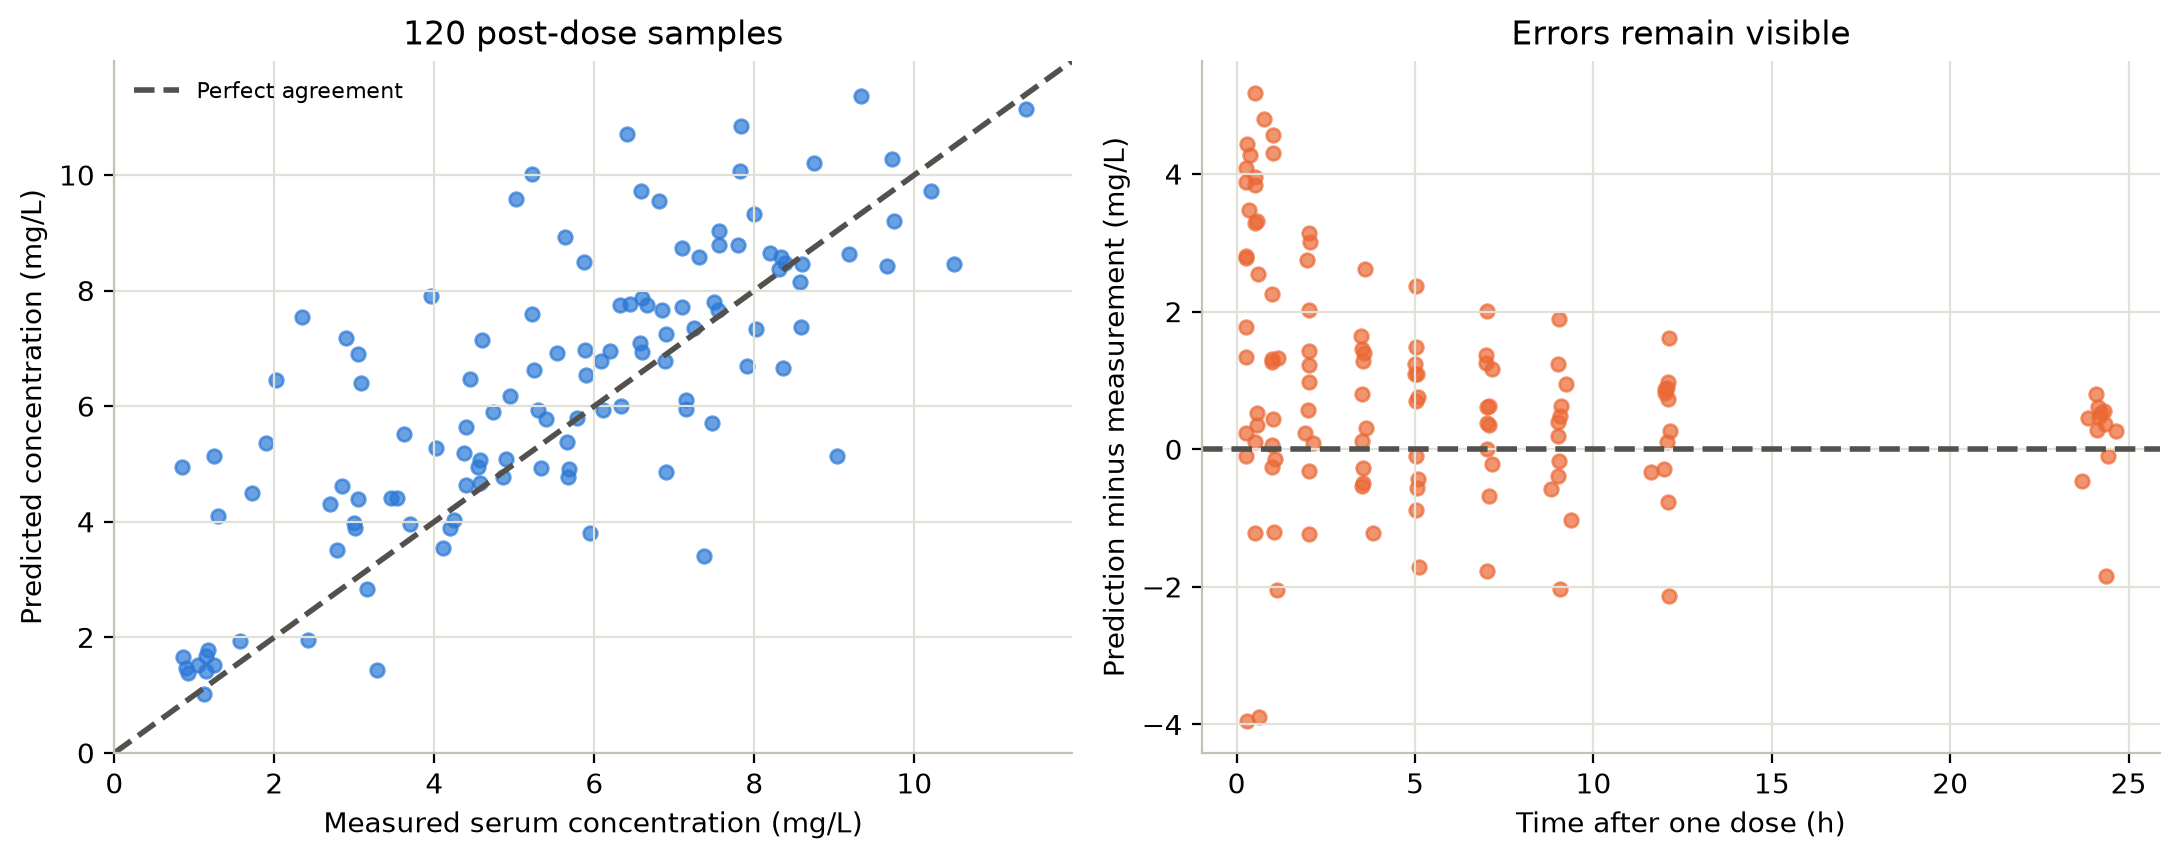 120 post-dose samples
Perfect agreement
Predicted concentration (mg/L)
10
8
6
4
2
0
0 2 4 6 8 10
Measured serum concentration (mg/L)
Errors remain visible
Prediction minus measurement (mg/L)
4
2
0
−2
−4
0 5 10 15 20 25
Time after one dose (h)